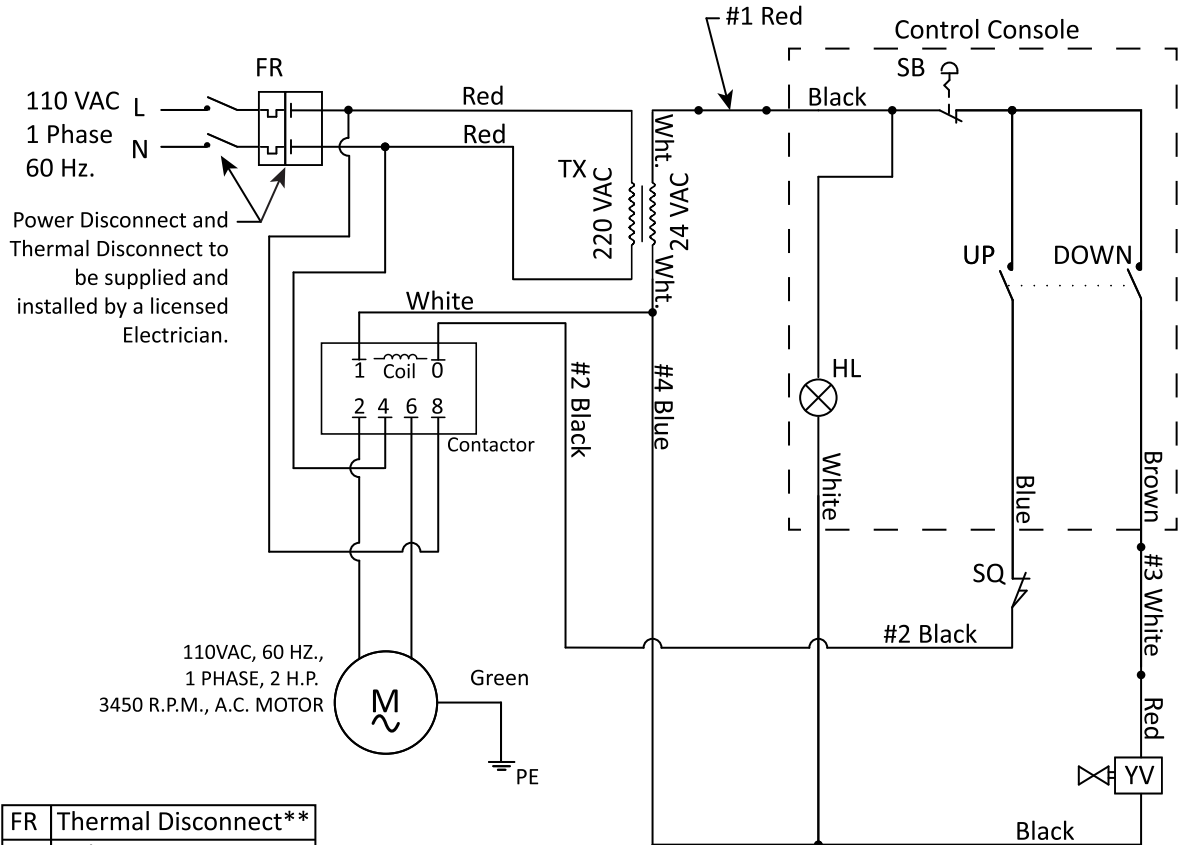 #1 Red
Control Console
FR
SB
110 VAC
1 Phase
60 Hz.
L
N
Red
Red
Black
Wht.
TX
220 VAC
24 VAC
Wht.
Power Disconnect and
Thermal Disconnect to
be supplied and
installed by a licensed
Electrician.
UP
DOWN
White
1
Coil
0
2
4
6
8
Contactor
#2 Black
#4 Blue
HL
White
Blue
Brown
SQ
#3 White
#2 Black
110VAC, 60 HZ.,
1 PHASE, 2 H.P.
3450 R.P.M., A.C. MOTOR
M
Green
PE
Red
YV
Black
FR Thermal Disconnect**